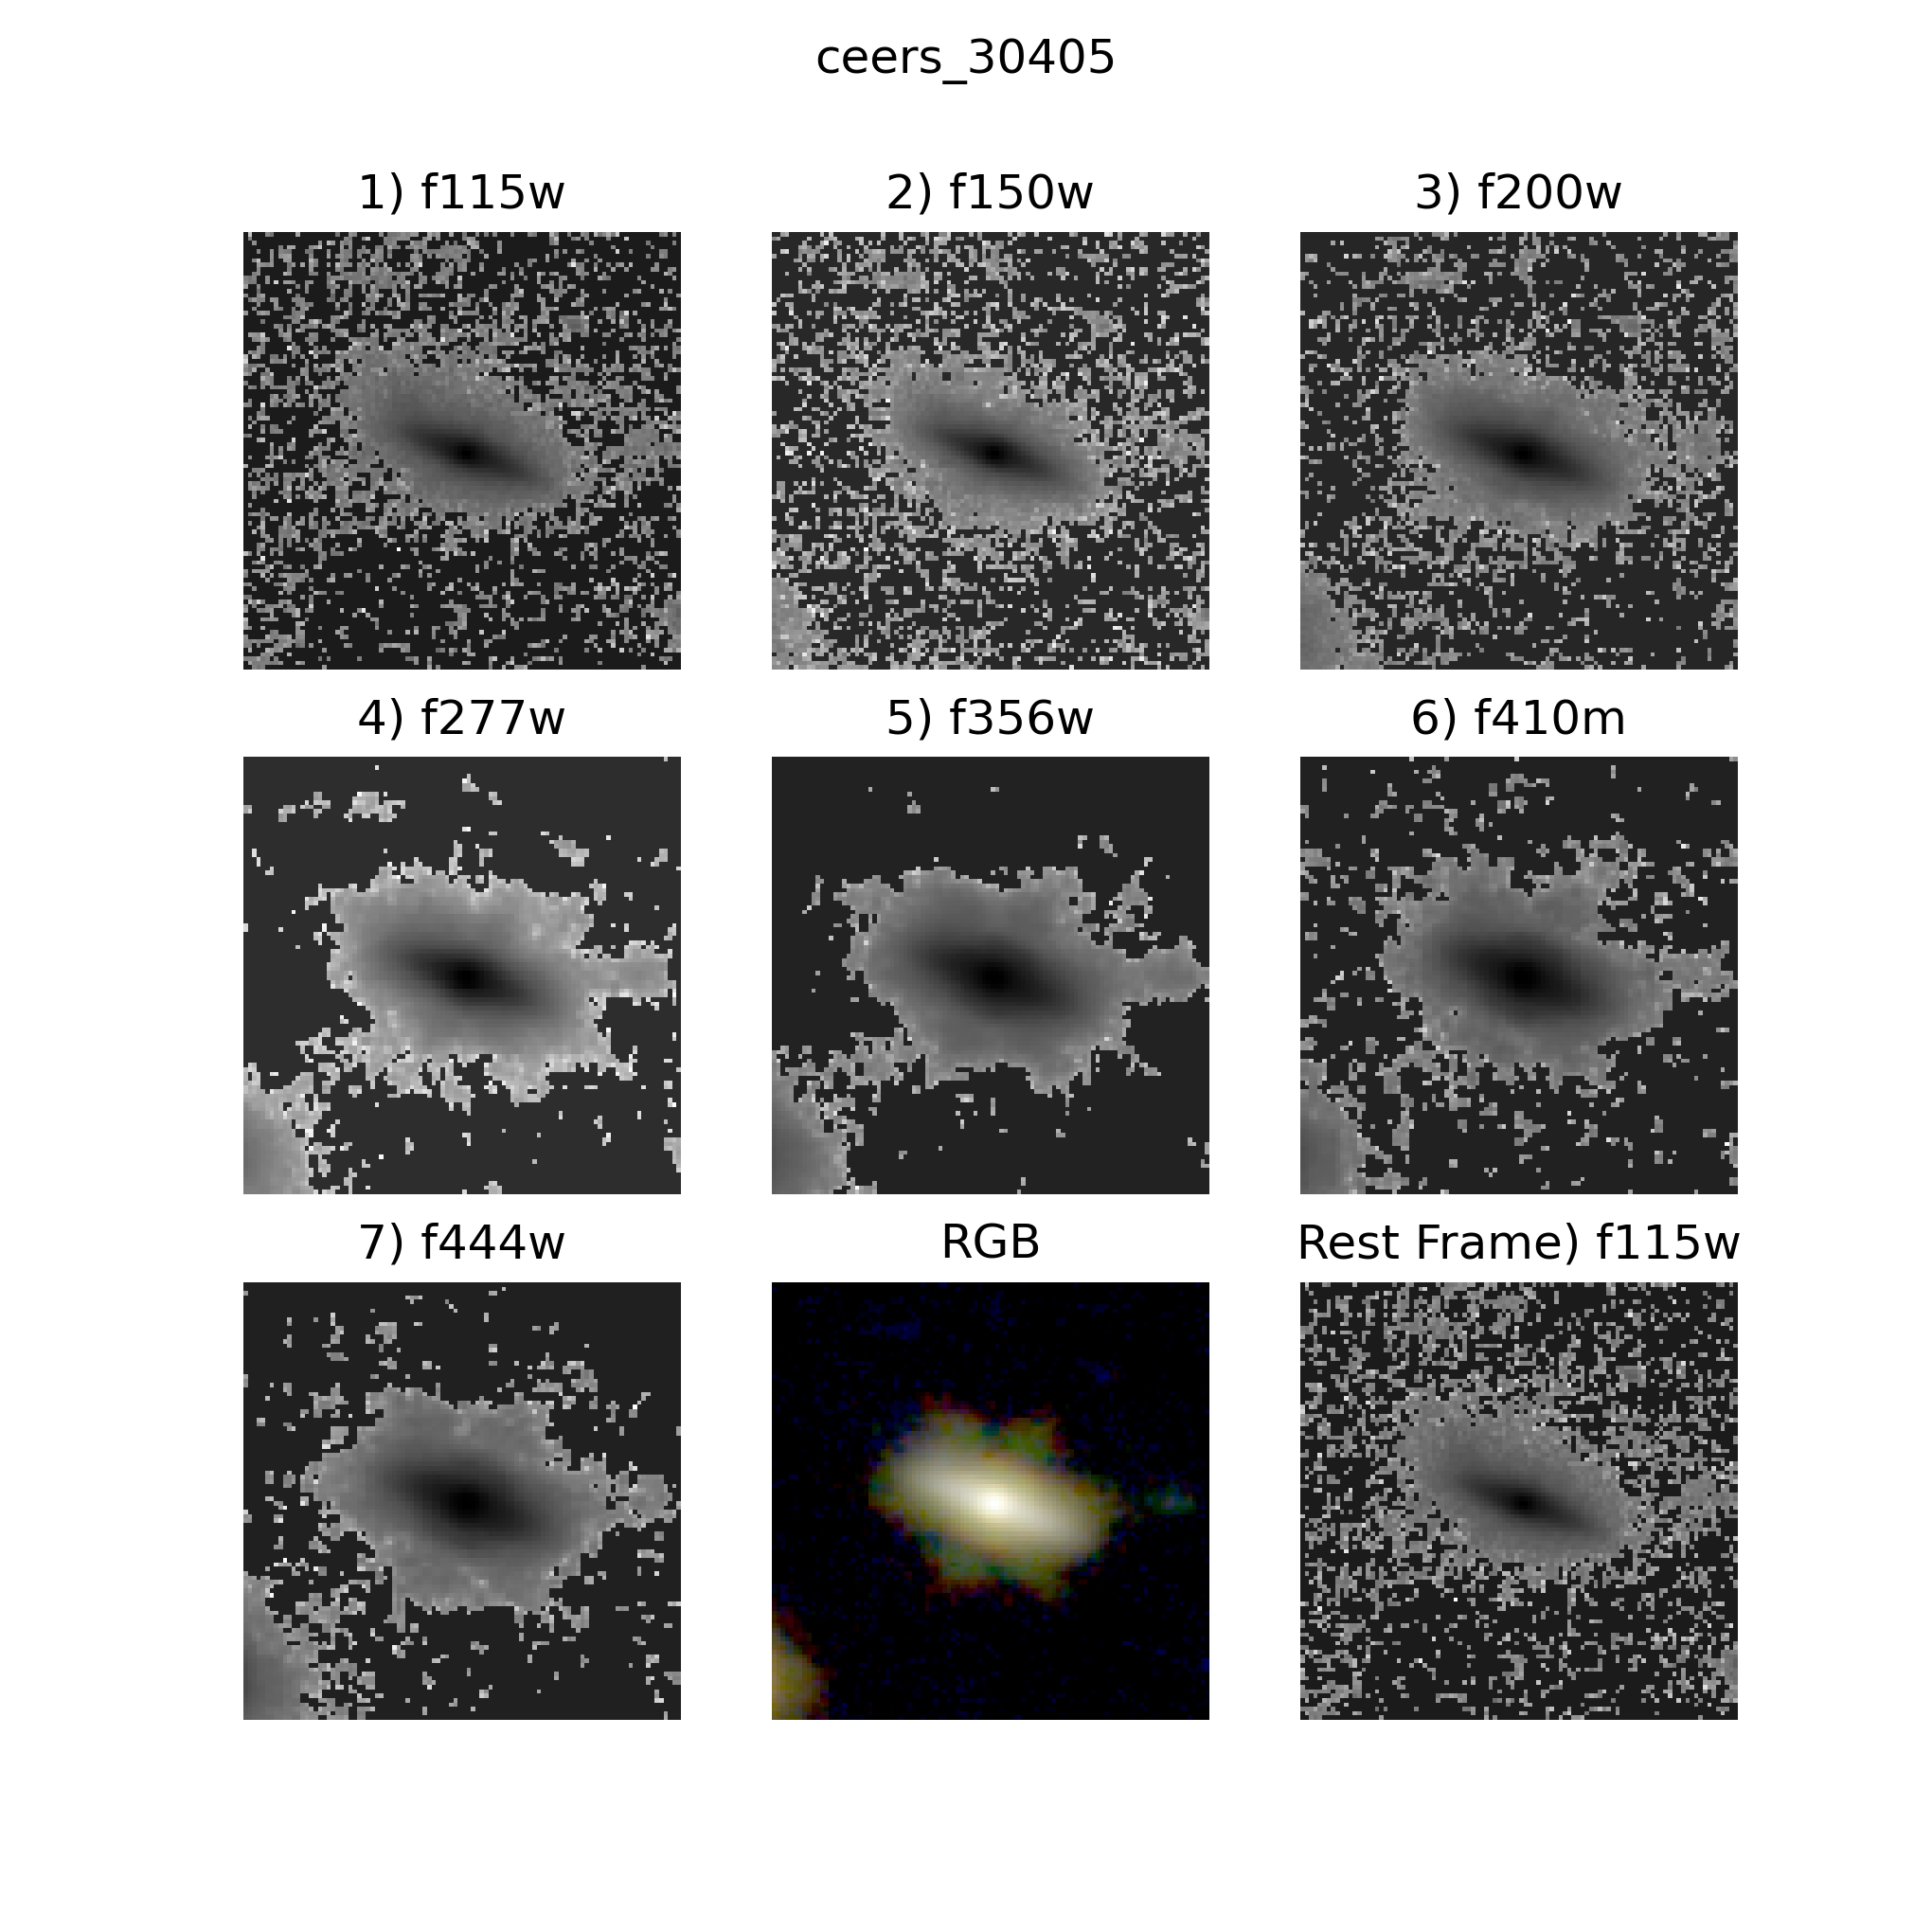 ceers_30405
1) f115w
2) f150w
3) f200w
4) f277w
5) f356w
6) f410m
7) f444w
RGB
Rest Frame) f115w